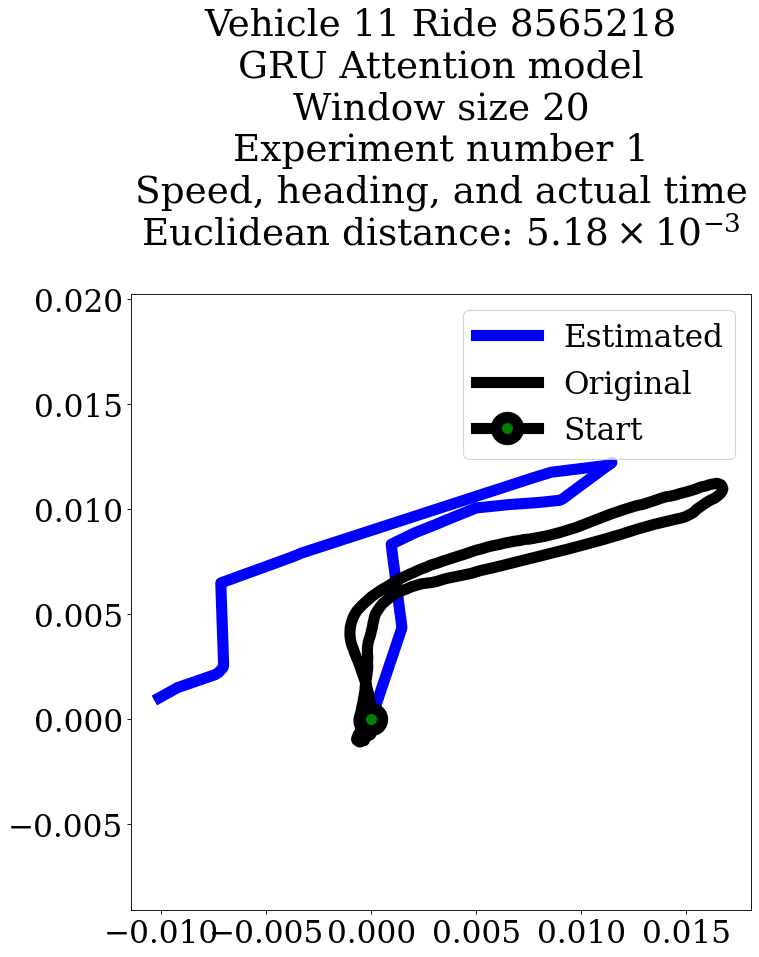 Vehicle 11 Ride 8565218
GRU Attention model
Window size 20
Experiment number 1
Speed, heading, and actual time
Euclidean distance: 5.18 × 10⁻³
0.020
Estimated
Original
Start
0.015
0.010
0.005
0.000
−0.005
−0.010 −0.005 0.000 0.005 0.010 0.015